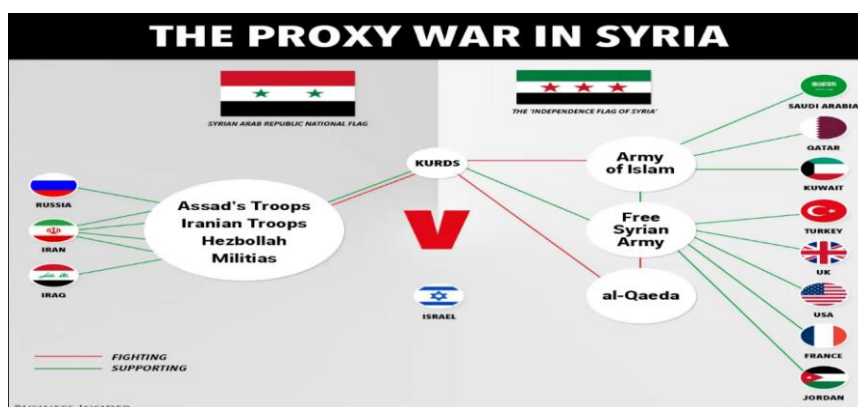 THE PROXY WAR IN SYRIA
SYRIAN ARAB REPUBLIC NATIONAL FLAG
THE 'INDEPENDENCE FLAG OF SYRIA'
SAUDI ARABIA
QATAR
KUWAIT
TURKEY
UK
USA
FRANCE
JORDAN
KURDS
Army
of Islam
Free
Syrian
Army
al-Qaeda
RUSSIA
IRAN
IRAQ
Assad's Troops
Iranian Troops
Hezbollah
Militias
V
ISRAEL
FIGHTING
SUPPORTING
BUSINESS INSIDER